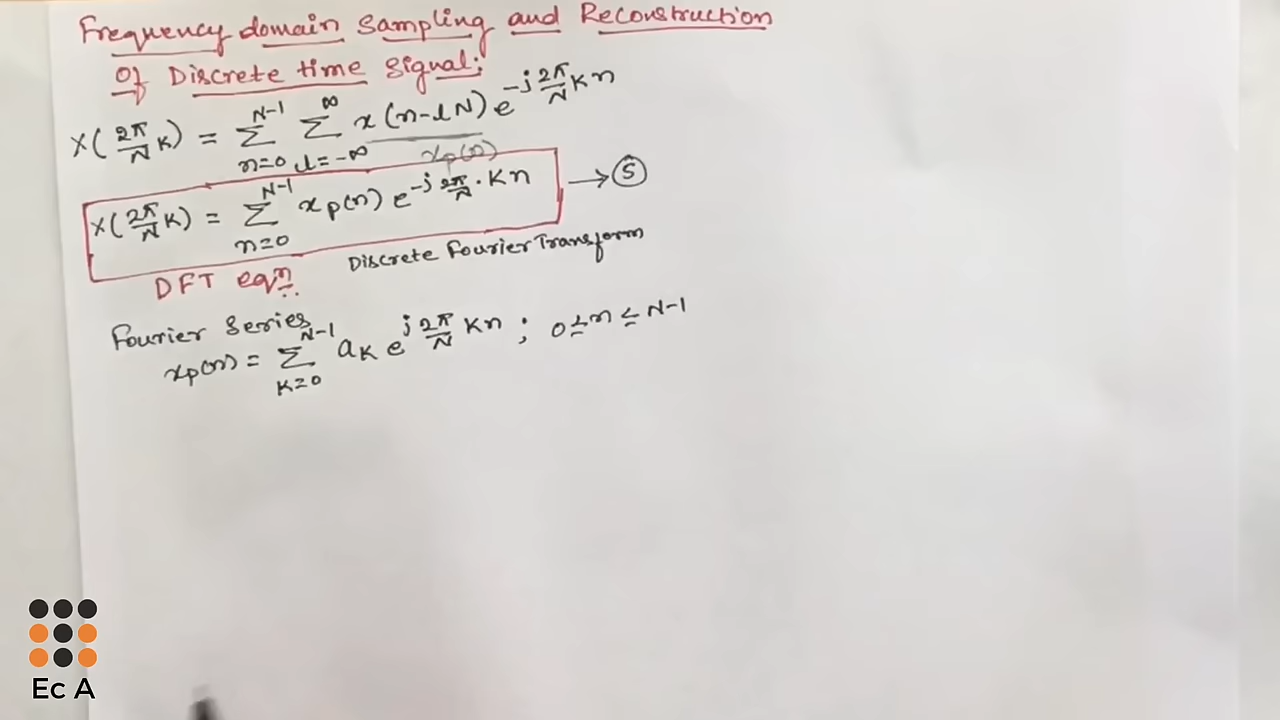 Frequency domain Sampling and Reconstruction
Of Discrete time Signal:
X(2π/N K) = Σ_{n=0}^{N-1} Σ_{l=-∞}^{∞} x(n-lN) e^{-j 2π/N Kn}
xp(n)
X(2π/N K) = Σ_{n=0}^{N-1} xp(n) e^{-j 2π/N · Kn} → 5
DFT eqn. Discrete Fourier Transform
Fourier Series
xp(n) = Σ_{K=0}^{N-1} aK e^{j 2π/N Kn} ; 0≤n≤N-1
Ec A